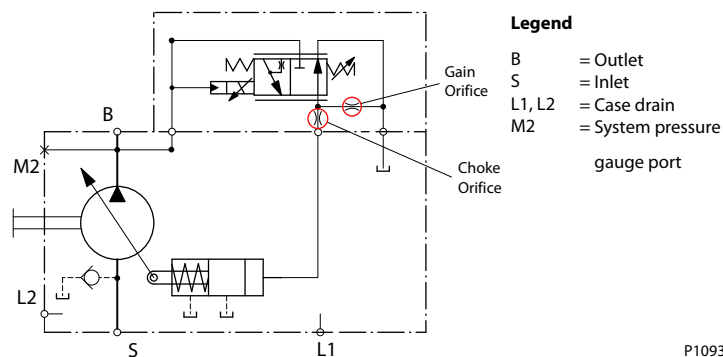 Legend
B = Outlet
S = Inlet
L1, L2 = Case drain
M2 = System pressure
gauge port
Gain
Orifice
Choke
Orifice
B
M2
L2
S
L1
P1093